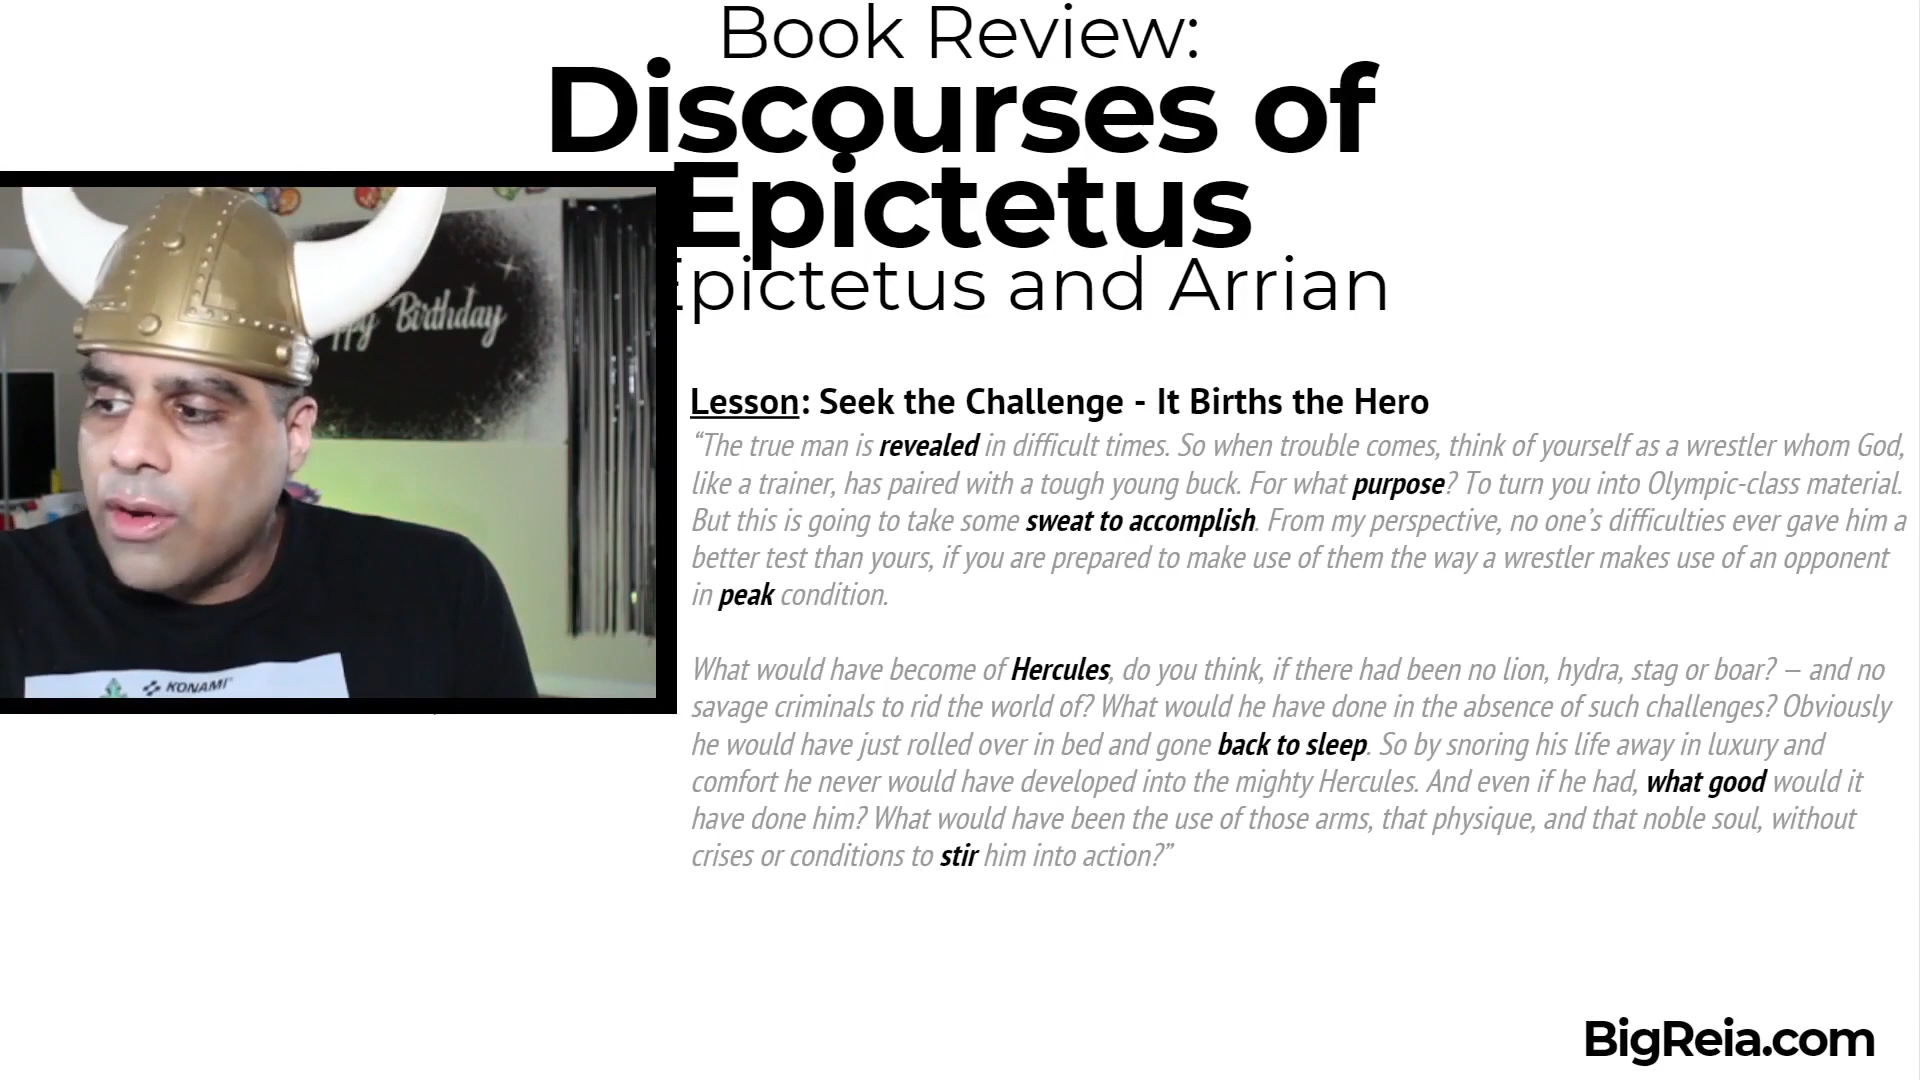 Book Review:
Discourses of
Epictetus
Epictetus and Arrian
Happy Birthday
KONAMI
Lesson: Seek the Challenge - It Births the Hero
“The true man is revealed in difficult times. So when trouble comes, think of yourself as a wrestler whom God,
like a trainer, has paired with a tough young buck. For what purpose? To turn you into Olympic-class material.
But this is going to take some sweat to accomplish. From my perspective, no one’s difficulties ever gave him a
better test than yours, if you are prepared to make use of them the way a wrestler makes use of an opponent
in peak condition.
What would have become of Hercules, do you think, if there had been no lion, hydra, stag or boar? – and no
savage criminals to rid the world of? What would he have done in the absence of such challenges? Obviously
he would have just rolled over in bed and gone back to sleep. So by snoring his life away in luxury and
comfort he never would have developed into the mighty Hercules. And even if he had, what good would it
have done him? What would have been the use of those arms, that physique, and that noble soul, without
crises or conditions to stir him into action?”
BigReia.com